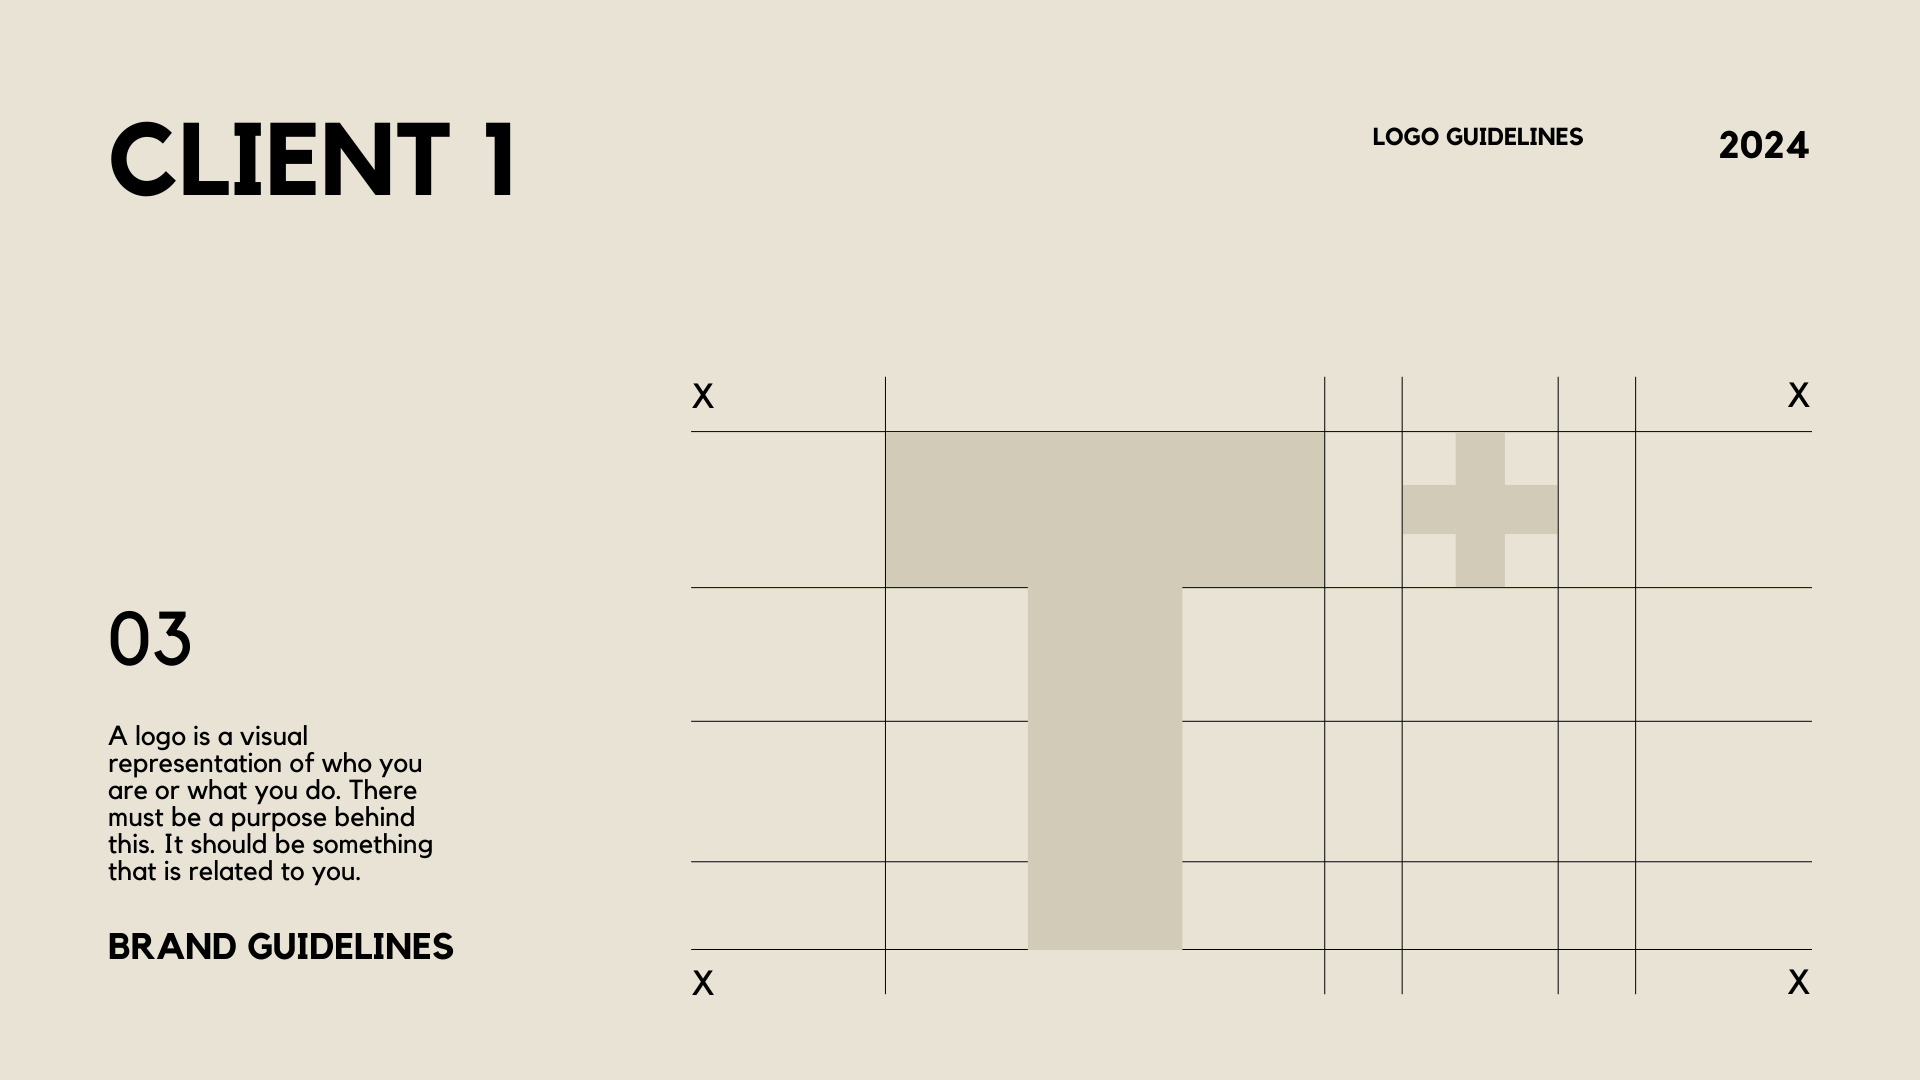 CLIENT 1
LOGO GUIDELINES
2024
X
X
T+
03
A logo is a visual
representation of who you
are or what you do. There
must be a purpose behind
this. It should be something
that is related to you.
BRAND GUIDELINES
X
X